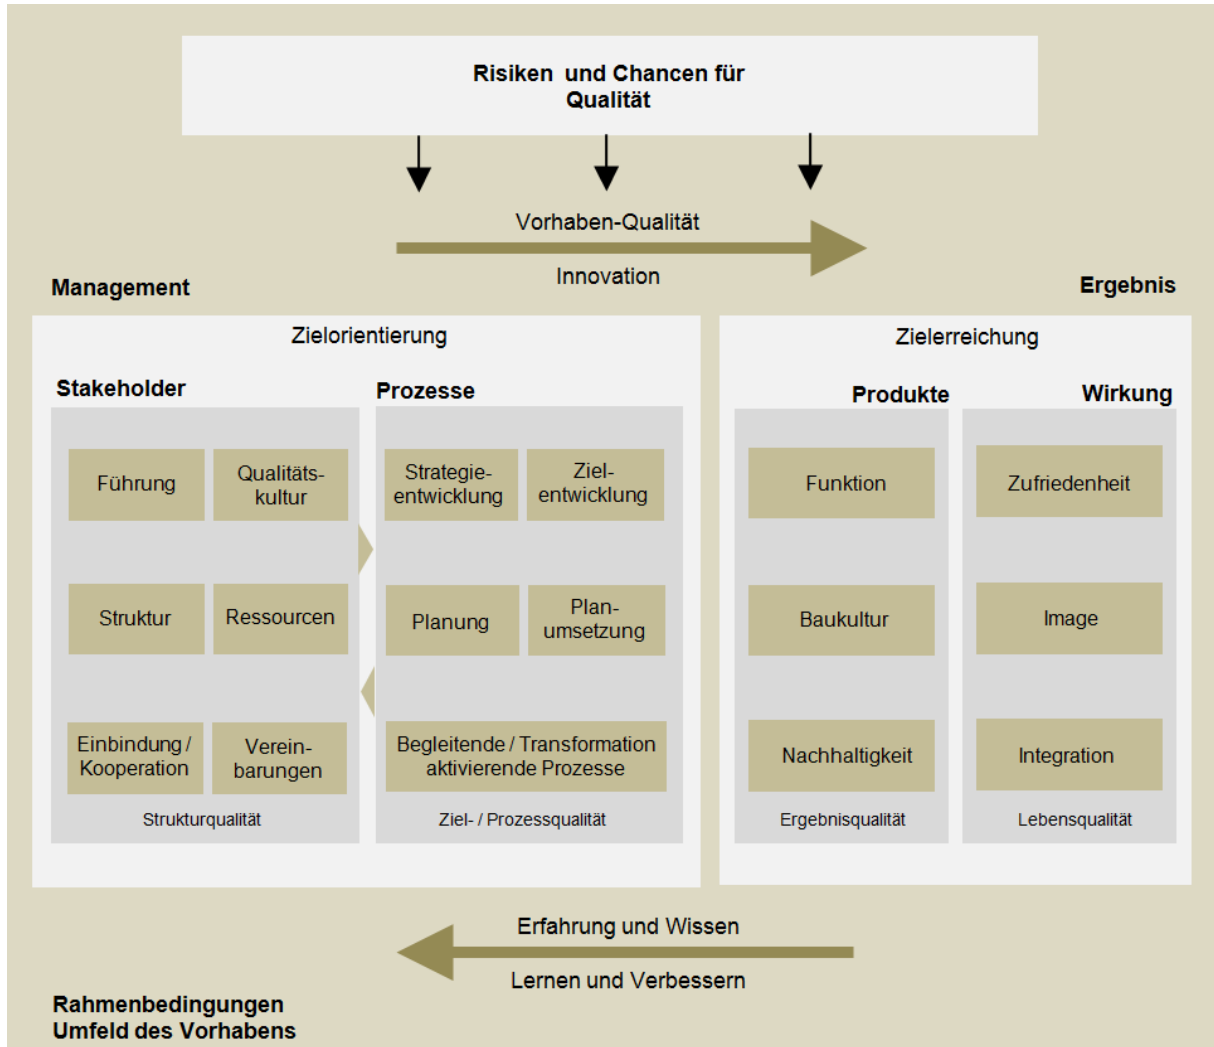 Risiken und Chancen für
Qualität
Vorhaben-Qualität
Innovation
Management
Ergebnis
Zielorientierung
Zielerreichung
Stakeholder
Prozesse
Produkte
Wirkung
Führung
Qualitäts-
kultur
Strategie-
entwicklung
Ziel-
entwicklung
Funktion
Zufriedenheit
Struktur
Ressourcen
Planung
Plan-
umsetzung
Baukultur
Image
Einbindung /
Kooperation
Verein-
barungen
Begleitende / Transformation
aktivierende Prozesse
Nachhaltigkeit
Integration
Strukturqualität
Ziel- / Prozessqualität
Ergebnisqualität
Lebensqualität
Erfahrung und Wissen
Lernen und Verbessern
Rahmenbedingungen
Umfeld des Vorhabens